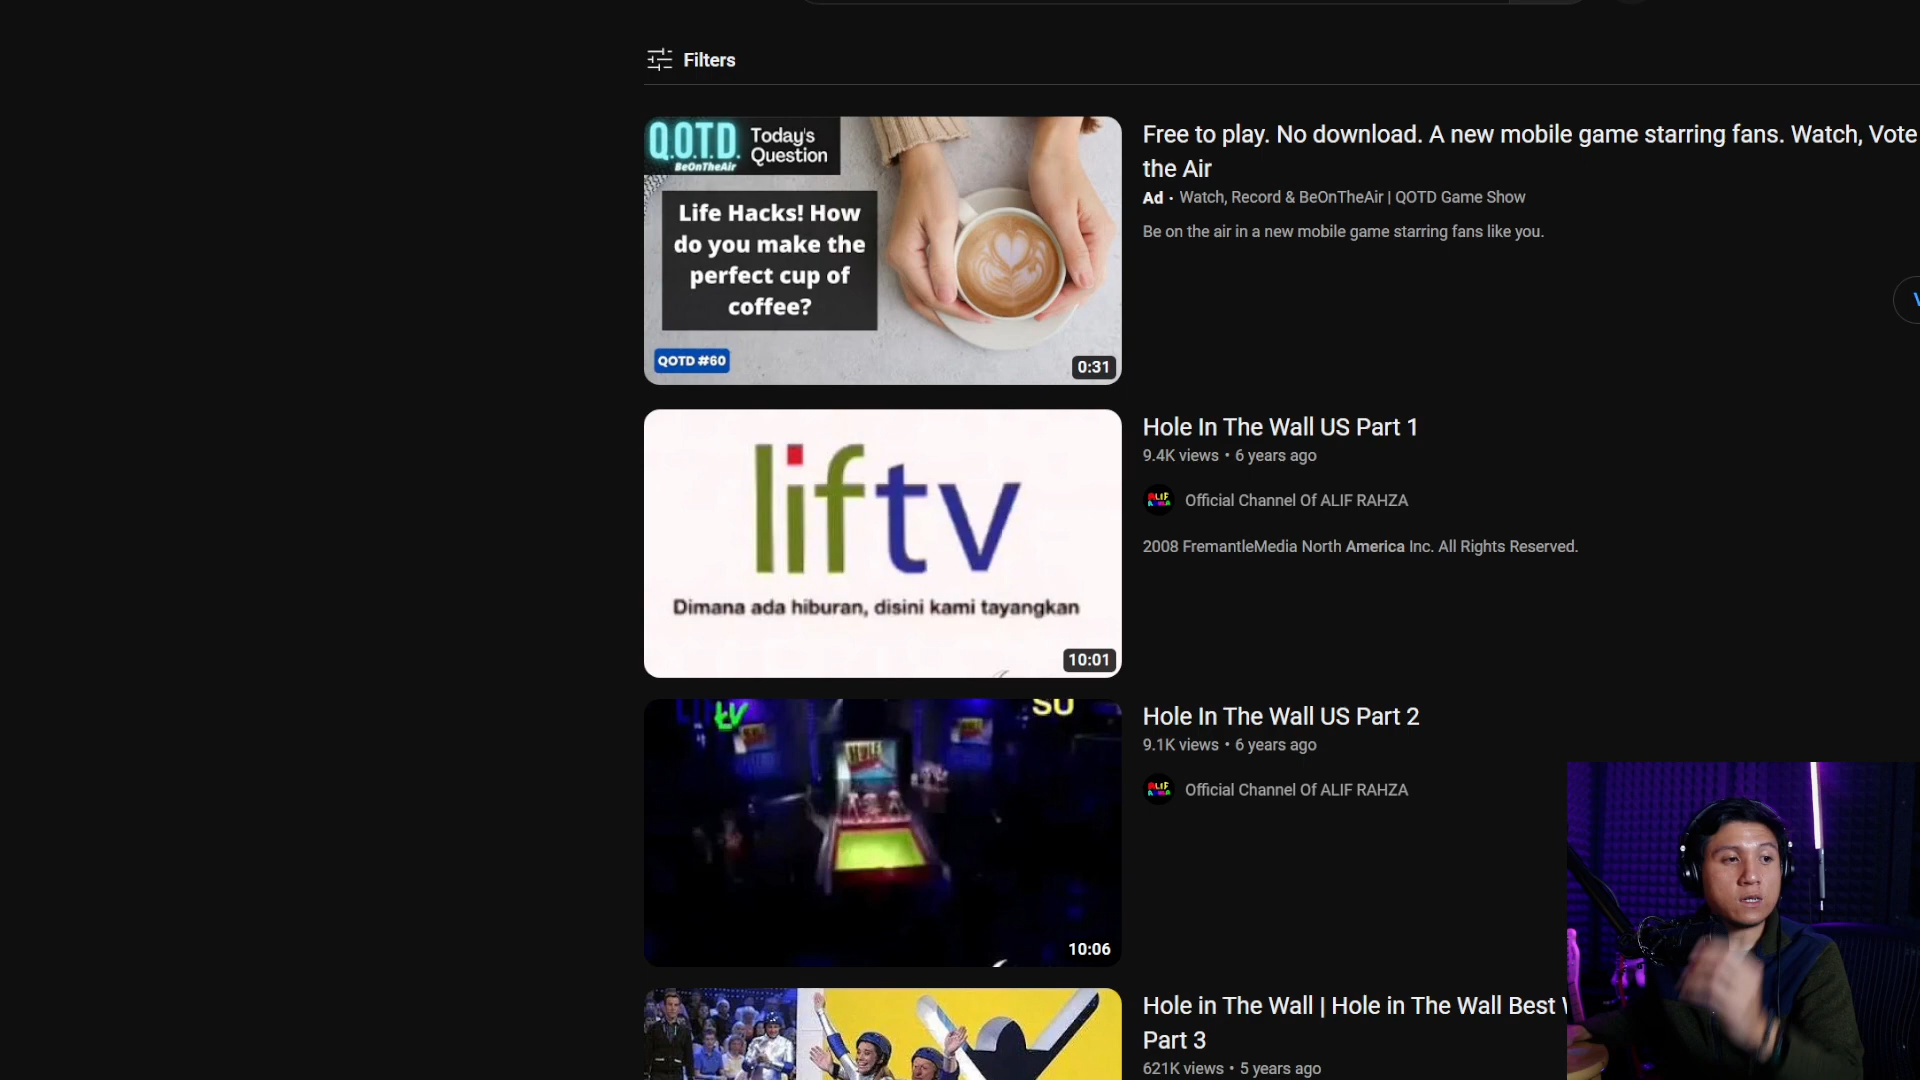 Filters
Q.O.T.D.
BeOnTheAir
Today's
Question
Life Hacks! How
do you make the
perfect cup of
coffee?
QOTD #60
0:31
Free to play. No download. A new mobile game starring fans. Watch, Vote
the Air
Ad • Watch, Record & BeOnTheAir | QOTD Game Show
Be on the air in a new mobile game starring fans like you.
liftv
Dimana ada hiburan, disini kami tayangkan
10:01
Hole In The Wall US Part 1
9.4K views • 6 years ago
ALIF
Official Channel Of ALIF RAHZA
2008 FremantleMedia North America Inc. All Rights Reserved.
tv
SU
10:06
Hole In The Wall US Part 2
9.1K views • 6 years ago
ALIF
Official Channel Of ALIF RAHZA
Hole in The Wall | Hole in The Wall Best
Part 3
621K views • 5 years ago